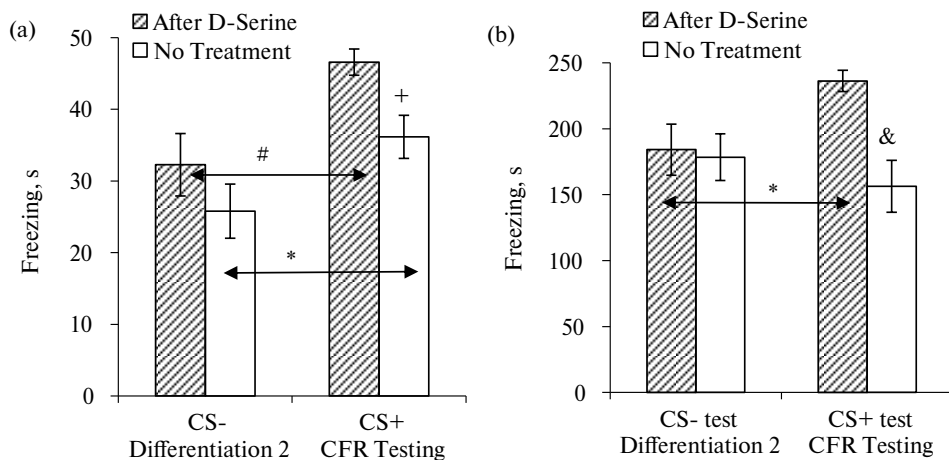 (a)
After D-Serine
No Treatment
Freezing, s
50
40
30
20
10
0
#
+
*
CS-
Differentiation 2
CS+
CFR Testing
(b)
After D-Serine
No Treatment
Freezing, s
250
200
150
100
50
0
&
*
CS- test
Differentiation 2
CS+ test
CFR Testing